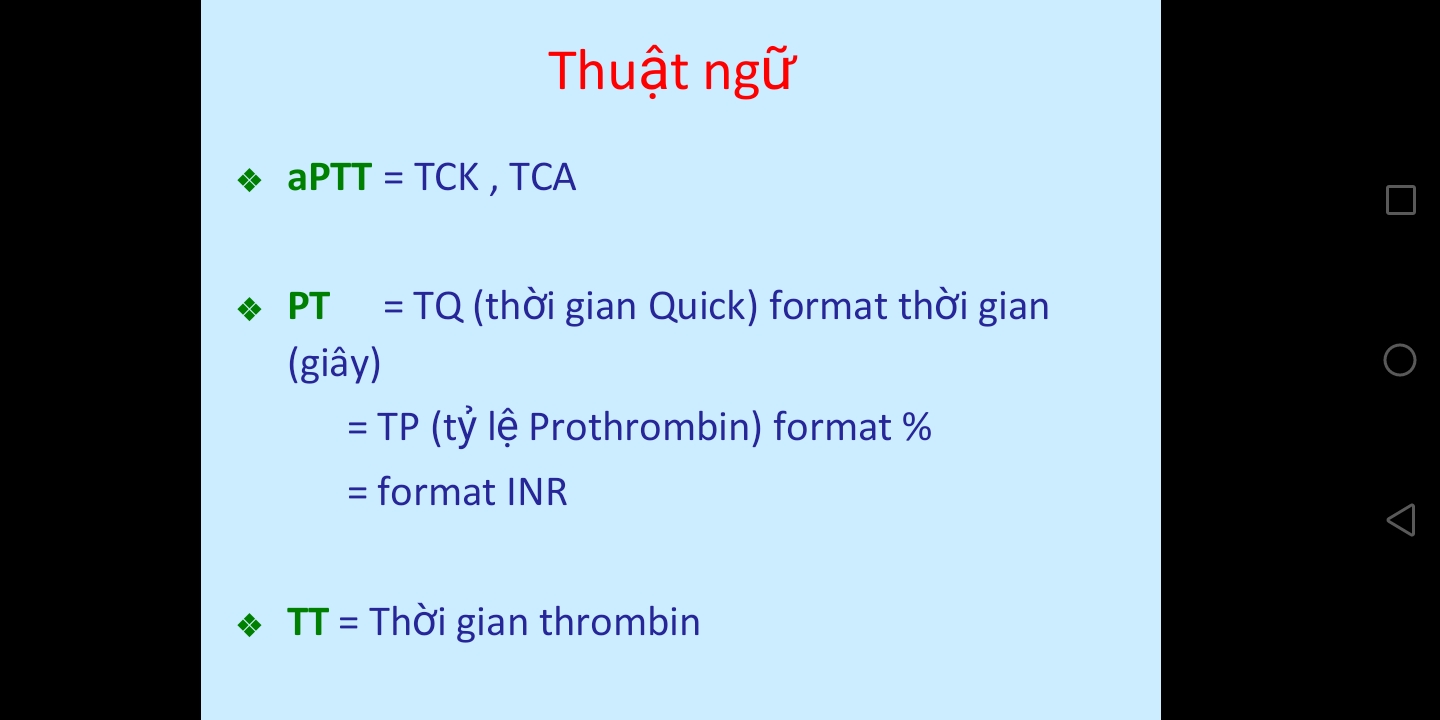 Thuật ngữ
❖ aPTT = TCK , TCA
❖ PT = TQ (thời gian Quick) format thời gian
(giây)
= TP (tỷ lệ Prothrombin) format %
= format INR
❖ TT = Thời gian thrombin